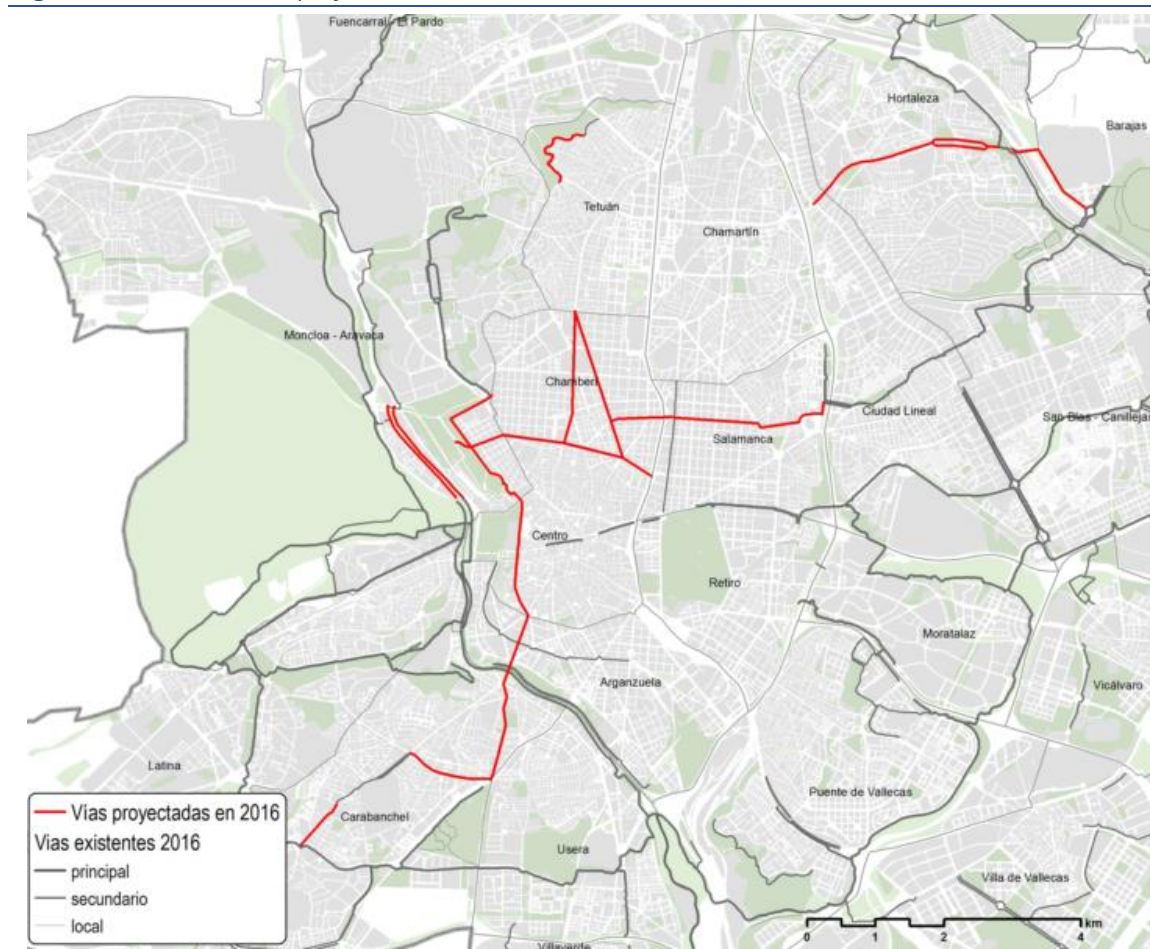 Fuencarral - El Pardo
Hortaleza
Barajas
Tetuán
Chamartín
Moncloa - Aravaca
Chamberí
Ciudad Lineal
San Blas - Canillejas
Salamanca
Centro
Retiro
Moratalaz
Arganzuela
Vicálvaro
Latina
Puente de Vallecas
Carabanchel
Usera
Villa de Vallecas
Villaverde
Vías proyectadas en 2016
Vias existentes 2016
principal
secundario
local
km
0 1 2 4